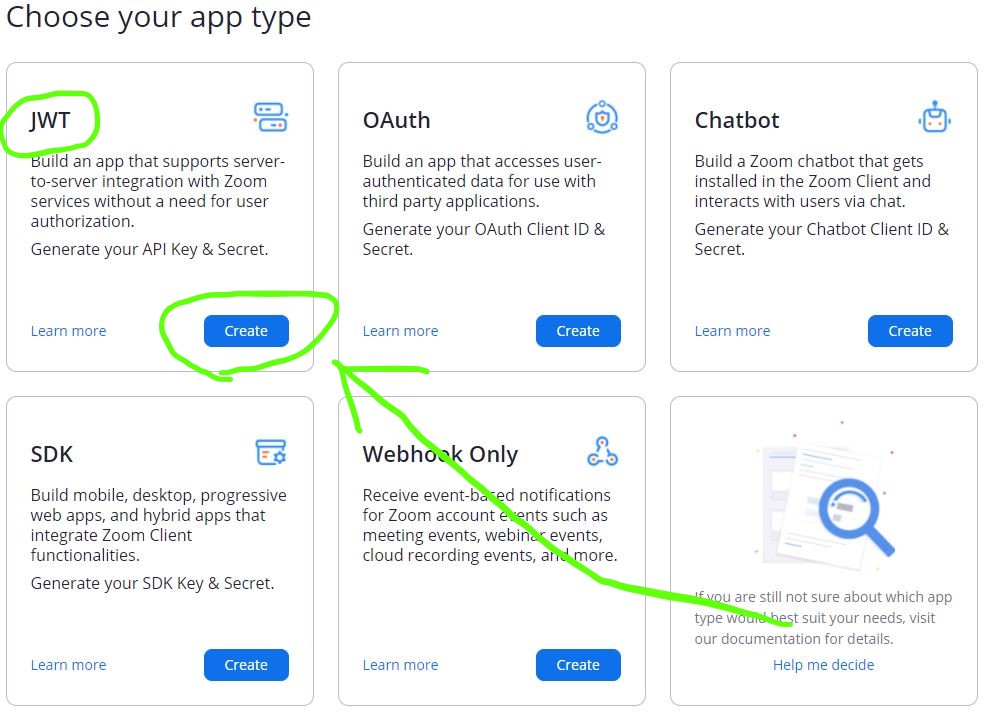 Choose your app type
JWT
Build an app that supports server-
to-server integration with Zoom
services without a need for user
authorization.
Generate your API Key & Secret.
Learn more
Create
OAuth
Build an app that accesses user-
authenticated data for use with
third party applications.
Generate your OAuth Client ID &
Secret.
Learn more
Create
Chatbot
Build a Zoom chatbot that gets
installed in the Zoom Client and
interacts with users via chat.
Generate your Chatbot Client ID &
Secret.
Learn more
Create
SDK
Build mobile, desktop, progressive
web apps, and hybrid apps that
integrate Zoom Client
functionalities.
Generate your SDK Key & Secret.
Learn more
Create
Webhook Only
Receive event-based notifications
for Zoom account events such as
meeting events, webinar events,
cloud recording events, and more.
Learn more
Create
If you are still not sure about which app
type would best suit your needs, visit
our documentation for details.
Help me decide